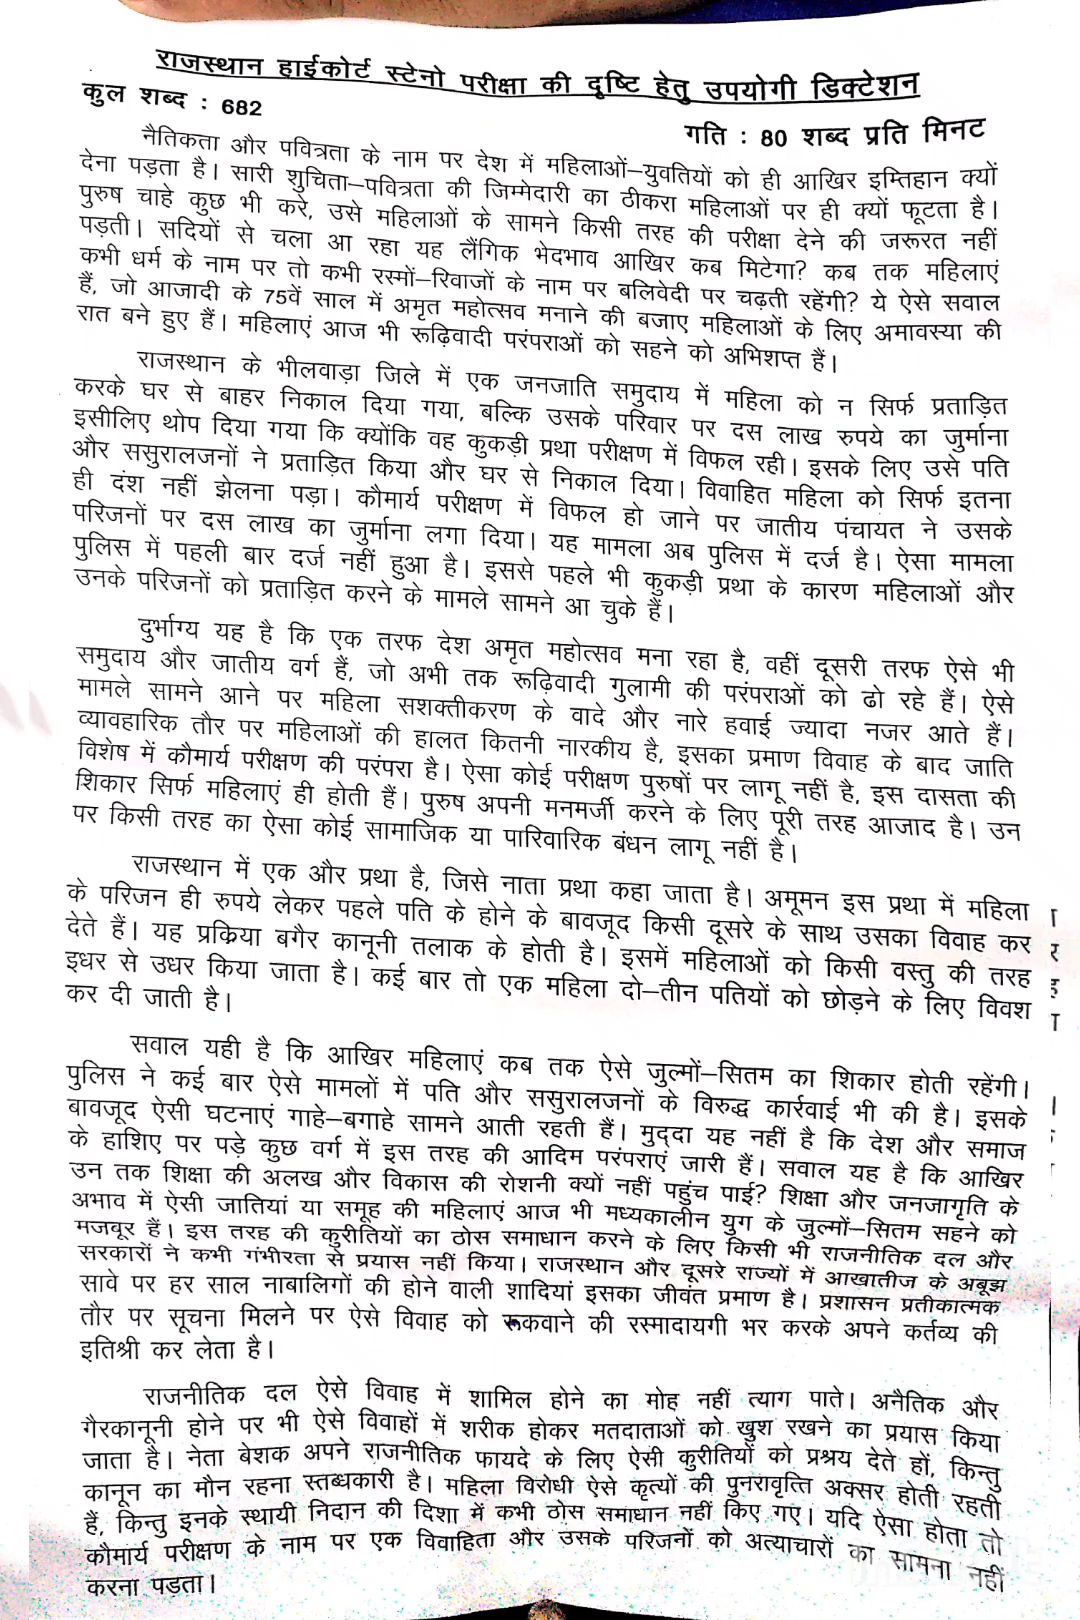 राजस्थान हाईकोर्ट स्टेनो परीक्षा की दृष्टि हेतु उपयोगी डिक्टेशन
कुल शब्द : 682
गति : 80 शब्द प्रति मिनट
नैतिकता और पवित्रता के नाम पर देश में महिलाओं–युवतियों को ही आखिर इम्तिहान क्यों
देना पड़ता है। सारी शुचिता–पवित्रता की जिम्मेदारी का ठीकरा महिलाओं पर ही क्यों फूटता है।
पुरुष चाहे कुछ भी करे, उसे महिलाओं के सामने किसी तरह की परीक्षा देने की जरूरत नहीं
पड़ती। सदियों से चला आ रहा यह लैंगिक भेदभाव आखिर कब मिटेगा? कब तक महिलाएं
कभी धर्म के नाम पर तो कभी रस्मों–रिवाजों के नाम पर बलिवेदी पर चढ़ती रहेंगी? ये ऐसे सवाल
हैं, जो आजादी के 75वें साल में अमृत महोत्सव मनाने की बजाए महिलाओं के लिए अमावस्या की
रात बने हुए हैं। महिलाएं आज भी रूढ़िवादी परंपराओं को सहने को अभिशप्त हैं।
राजस्थान के भीलवाड़ा जिले में एक जनजाति समुदाय में महिला को न सिर्फ प्रताड़ित
करके घर से बाहर निकाल दिया गया, बल्कि उसके परिवार पर दस लाख रुपये का जुर्माना
इसीलिए थोप दिया गया कि क्योंकि वह कुकड़ी प्रथा परीक्षण में विफल रही। इसके लिए उसे पति
और ससुरालजनों ने प्रताड़ित किया और घर से निकाल दिया। विवाहित महिला को सिर्फ इतना
ही दंश नहीं झेलना पड़ा। कौमार्य परीक्षण में विफल हो जाने पर जातीय पंचायत ने उसके
परिजनों पर दस लाख का जुर्माना लगा दिया। यह मामला अब पुलिस में दर्ज है। ऐसा मामला
पुलिस में पहली बार दर्ज नहीं हुआ है। इससे पहले भी कुकड़ी प्रथा के कारण महिलाओं और
उनके परिजनों को प्रताड़ित करने के मामले सामने आ चुके हैं।
दुर्भाग्य यह है कि एक तरफ देश अमृत महोत्सव मना रहा है, वहीं दूसरी तरफ ऐसे भी
समुदाय और जातीय वर्ग हैं, जो अभी तक रूढ़िवादी गुलामी की परंपराओं को ढो रहे हैं। ऐसे
मामले सामने आने पर महिला सशक्तीकरण के वादे और नारे हवाई ज्यादा नजर आते हैं।
व्यावहारिक तौर पर महिलाओं की हालत कितनी नारकीय है, इसका प्रमाण विवाह के बाद जाति
विशेष में कौमार्य परीक्षण की परंपरा है। ऐसा कोई परीक्षण पुरुषों पर लागू नहीं है, इस दासता की
शिकार सिर्फ महिलाएं ही होती हैं। पुरुष अपनी मनमर्जी करने के लिए पूरी तरह आजाद है। उन
पर किसी तरह का ऐसा कोई सामाजिक या पारिवारिक बंधन लागू नहीं है।
राजस्थान में एक और प्रथा है, जिसे नाता प्रथा कहा जाता है। अमूमन इस प्रथा में महिला
के परिजन ही रुपये लेकर पहले पति के होने के बावजूद किसी दूसरे के साथ उसका विवाह कर
देते हैं। यह प्रक्रिया बगैर कानूनी तलाक के होती है। इसमें महिलाओं को किसी वस्तु की तरह
इधर से उधर किया जाता है। कई बार तो एक महिला दो–तीन पतियों को छोड़ने के लिए विवश
कर दी जाती है।
सवाल यही है कि आखिर महिलाएं कब तक ऐसे जुल्मों–सितम का शिकार होती रहेंगी।
पुलिस ने कई बार ऐसे मामलों में पति और ससुरालजनों के विरुद्ध कार्रवाई भी की है। इसके
बावजूद ऐसी घटनाएं गाहे–बगाहे सामने आती रहती हैं। मुद्दा यह नहीं है कि देश और समाज
के हाशिए पर पड़े कुछ वर्ग में इस तरह की आदिम परंपराएं जारी हैं। सवाल यह है कि आखिर
उन तक शिक्षा की अलख और विकास की रोशनी क्यों नहीं पहुंच पाई? शिक्षा और जनजागृति के
अभाव में ऐसी जातियां या समूह की महिलाएं आज भी मध्यकालीन युग के जुल्मों–सितम सहने को
मजबूर हैं। इस तरह की कुरीतियों का ठोस समाधान करने के लिए किसी भी राजनीतिक दल और
सरकारों ने कभी गंभीरता से प्रयास नहीं किया। राजस्थान और दूसरे राज्यों में आखातीज के अबूझ
सावे पर हर साल नाबालिगों की होने वाली शादियां इसका जीवंत प्रमाण है। प्रशासन प्रतीकात्मक
तौर पर सूचना मिलने पर ऐसे विवाह को रूकवाने की रस्मादायगी भर करके अपने कर्तव्य की
इतिश्री कर लेता है।
राजनीतिक दल ऐसे विवाह में शामिल होने का मोह नहीं त्याग पाते। अनैतिक और
गैरकानूनी होने पर भी ऐसे विवाहों में शरीक होकर मतदाताओं को खुश रखने का प्रयास किया
जाता है। नेता बेशक अपने राजनीतिक फायदे के लिए ऐसी कुरीतियों को प्रश्रय देते हों, किन्तु
कानून का मौन रहना स्तब्धकारी है। महिला विरोधी ऐसे कृत्यों की पुनरावृत्ति अक्सर होती रहती
हैं, किन्तु इनके स्थायी निदान की दिशा में कभी ठोस समाधान नहीं किए गए। यदि ऐसा होता तो
कौमार्य परीक्षण के नाम पर एक विवाहिता और उसके परिजनों को अत्याचारों का सामना नहीं
करना पड़ता।